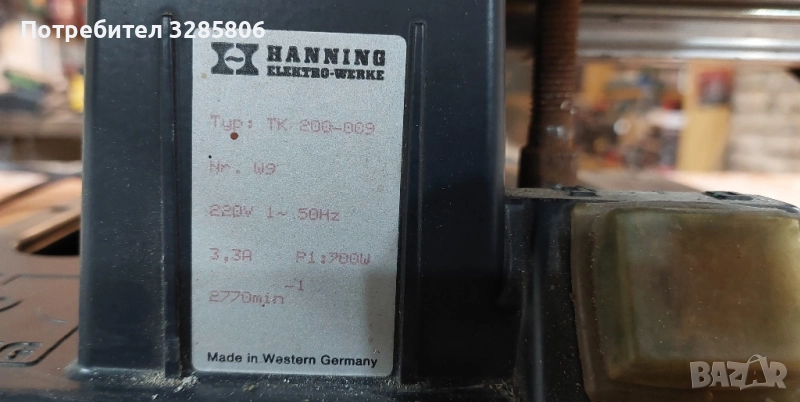 Потребител 3285806
HANNING
ELEKTRO-WERKE
Typ: TK 200-009
Nr. W9
220V 1~ 50Hz
3,3A P1:700W
2770min⁻¹
Made in Western Germany
BAZAR